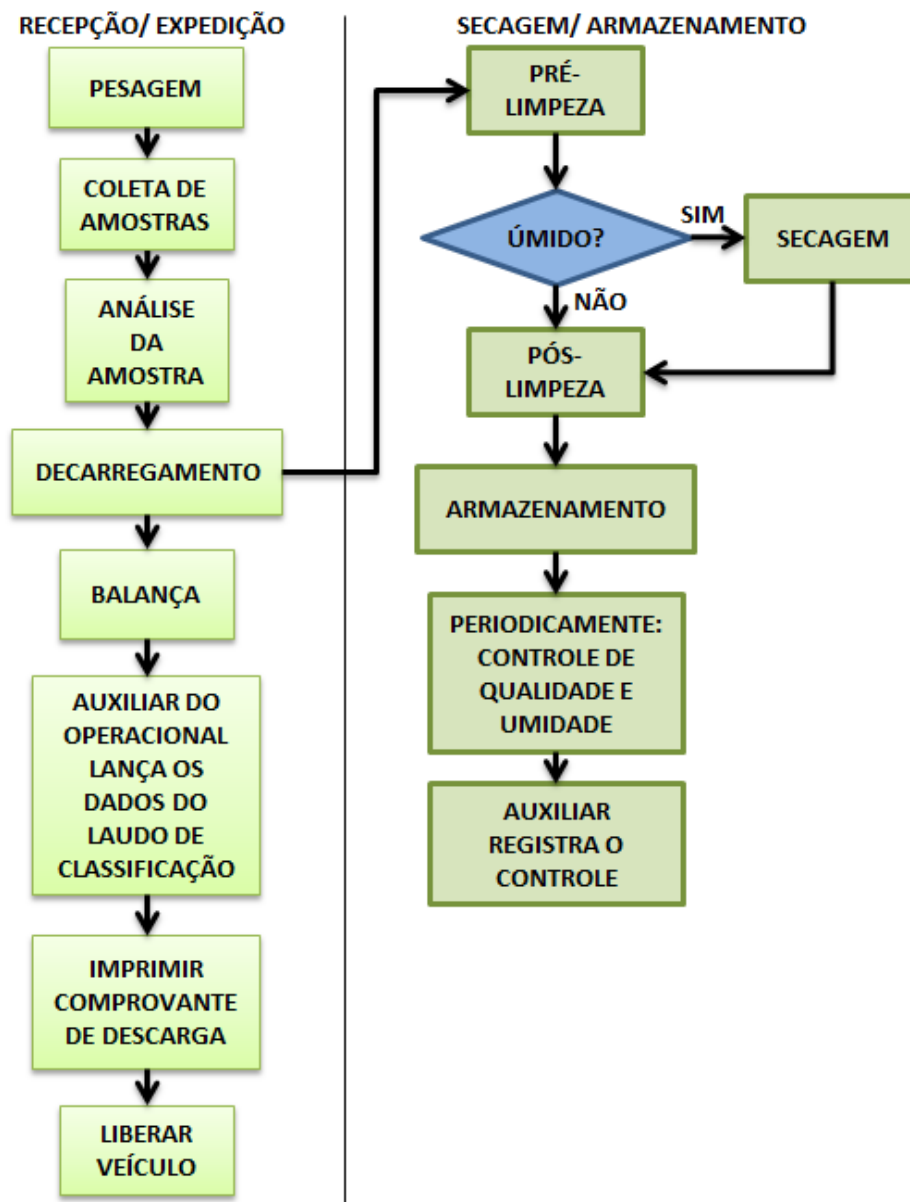 RECEPÇÃO/ EXPEDIÇÃO
PESAGEM
COLETA DE
AMOSTRAS
ANÁLISE
DA
AMOSTRA
DECARREGAMENTO
BALANÇA
AUXILIAR DO
OPERACIONAL
LANÇA OS
DADOS DO
LAUDO DE
CLASSIFICAÇÃO
IMPRIMIR
COMPROVANTE
DE DESCARGA
LIBERAR
VEÍCULO
SECAGEM/ ARMAZENAMENTO
PRÉ-
LIMPEZA
ÚMIDO?
SIM
SECAGEM
NÃO
PÓS-
LIMPEZA
ARMAZENAMENTO
PERIODICAMENTE:
CONTROLE DE
QUALIDADE E
UMIDADE
AUXILIAR
REGISTRA O
CONTROLE